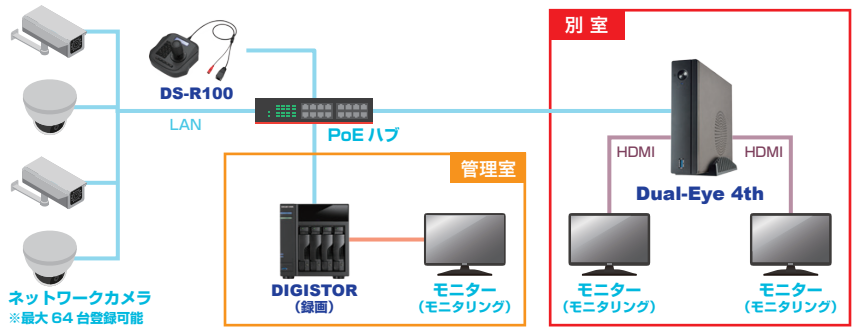 別 室
DS-R100
LAN
PoE ハブ
HDMI
HDMI
管理室
Dual-Eye 4th
DIGISTOR
（録画）
モニター
（モニタリング）
モニター
（モニタリング）
モニター
（モニタリング）
ネットワークカメラ
※最大 64 台登録可能